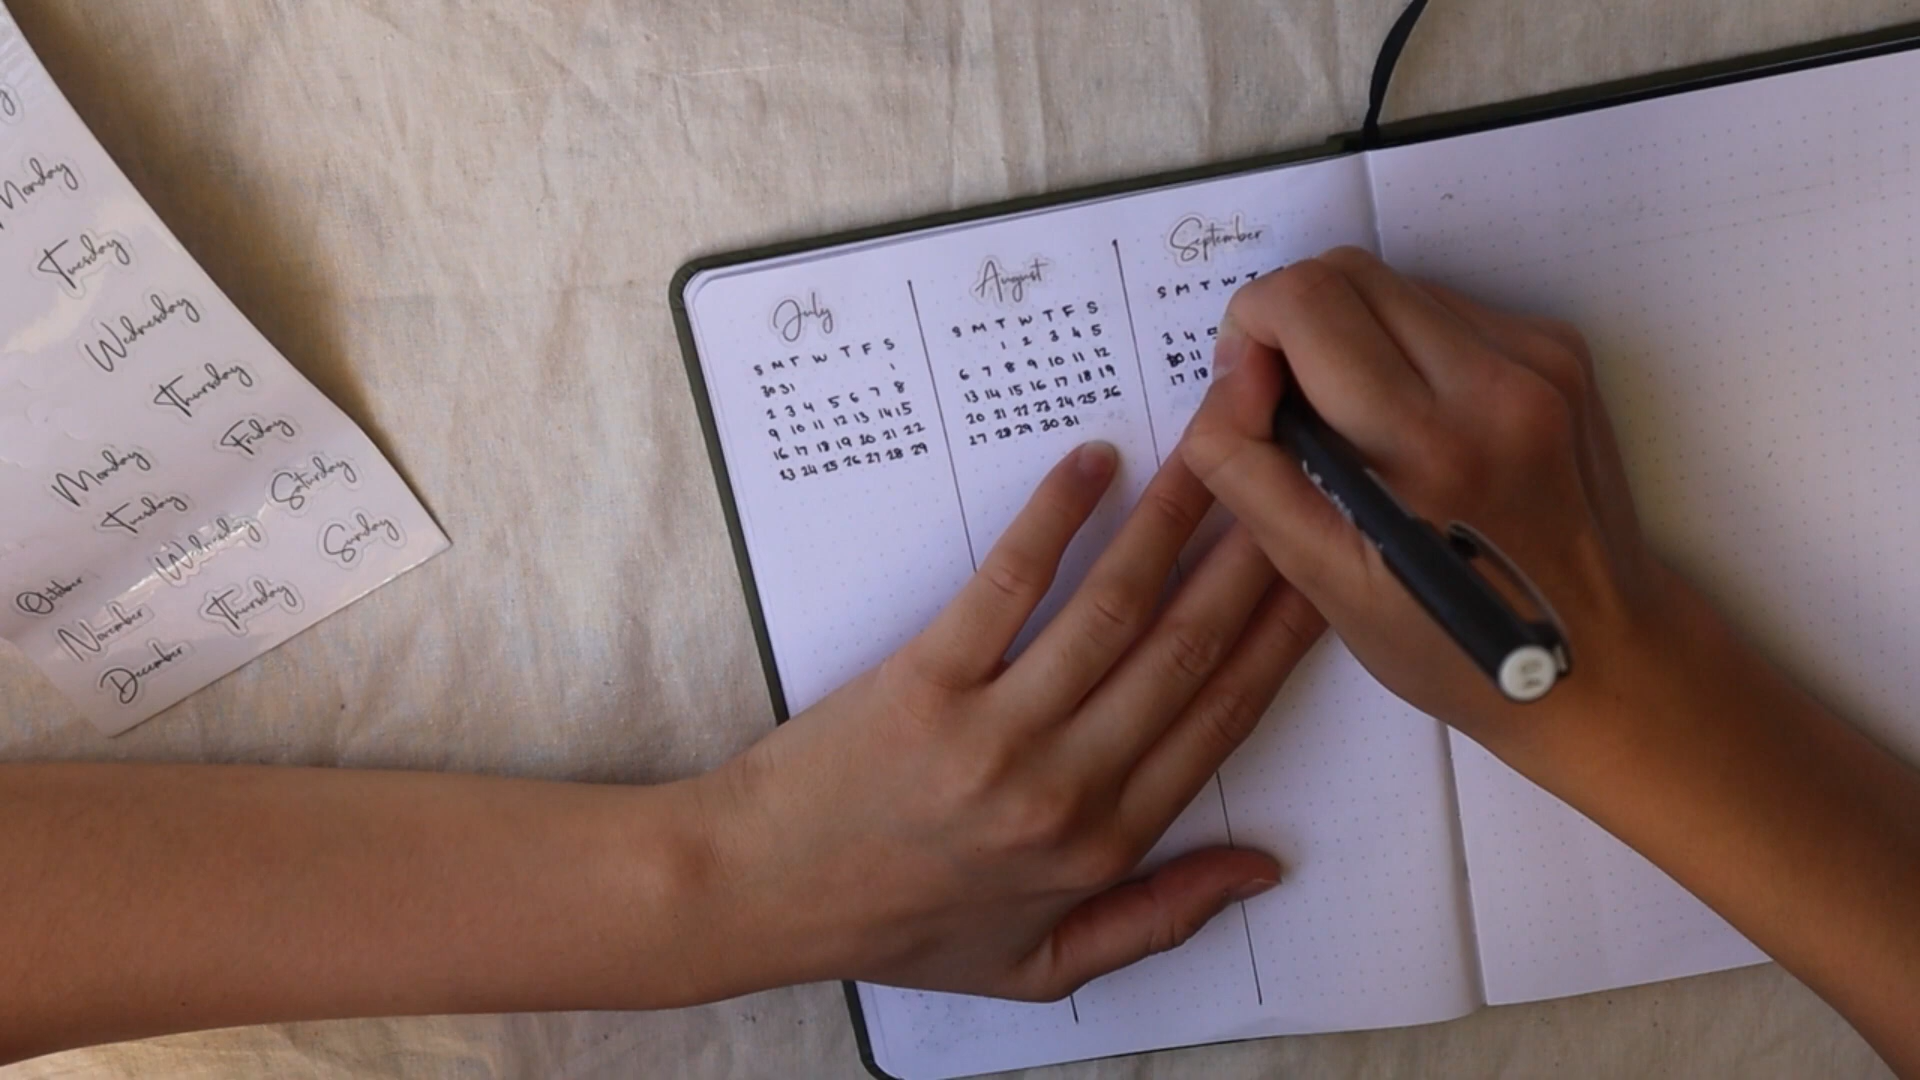 Monday
Tuesday
Wednesday
Thursday
Friday
Saturday
Sunday
Monday
Tuesday
Wednesday
Thursday
October
November
December
July
S M T W T F S
30 31 1
2 3 4 5 6 7 8
9 10 11 12 13 14 15
16 17 18 19 20 21 22
23 24 25 26 27 28 29
August
S M T W T F S
1 2 3 4 5
6 7 8 9 10 11 12
13 14 15 16 17 18 19
20 21 22 23 24 25 26
27 28 29 30 31
September
S M T W T
3 4 5
10 11
17 18